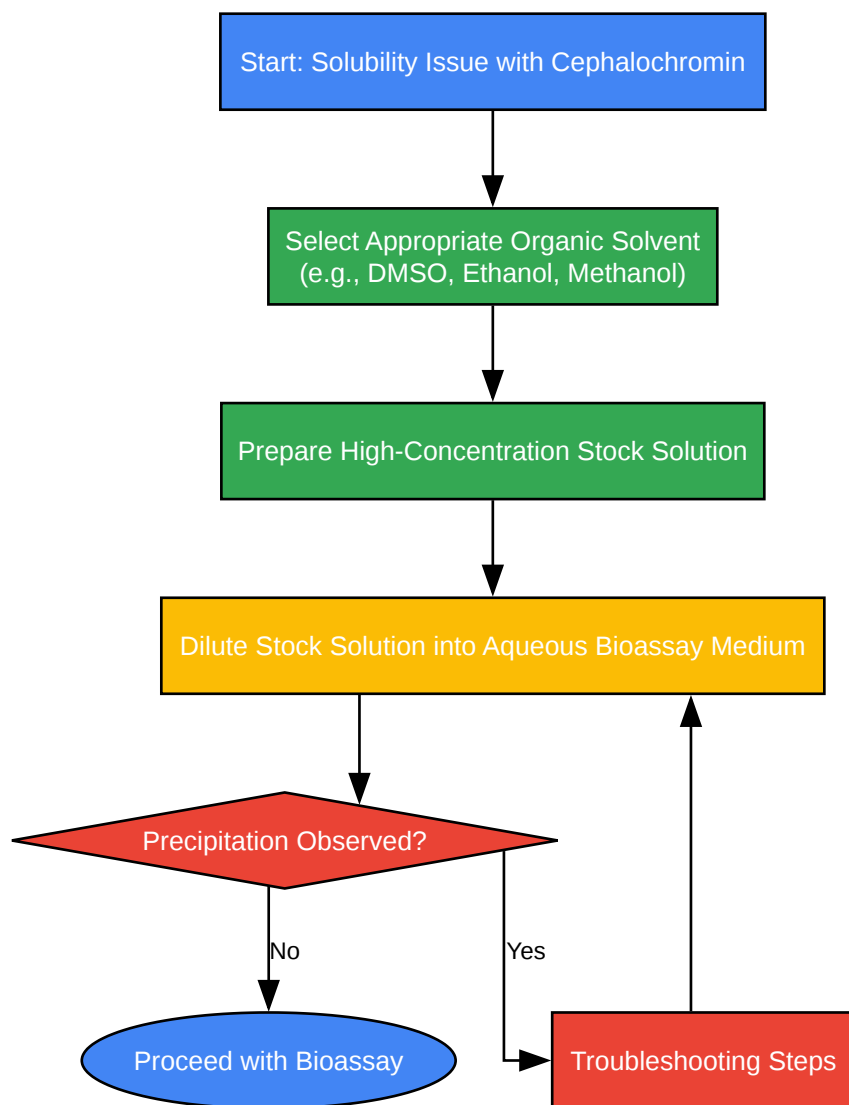 Start: Solubility Issue with Cephalochromin
Select Appropriate Organic Solvent
(e.g., DMSO, Ethanol, Methanol)
Prepare High-Concentration Stock Solution
Dilute Stock Solution into Aqueous Bioassay Medium
Precipitation Observed?
No
Yes
Proceed with Bioassay
Troubleshooting Steps